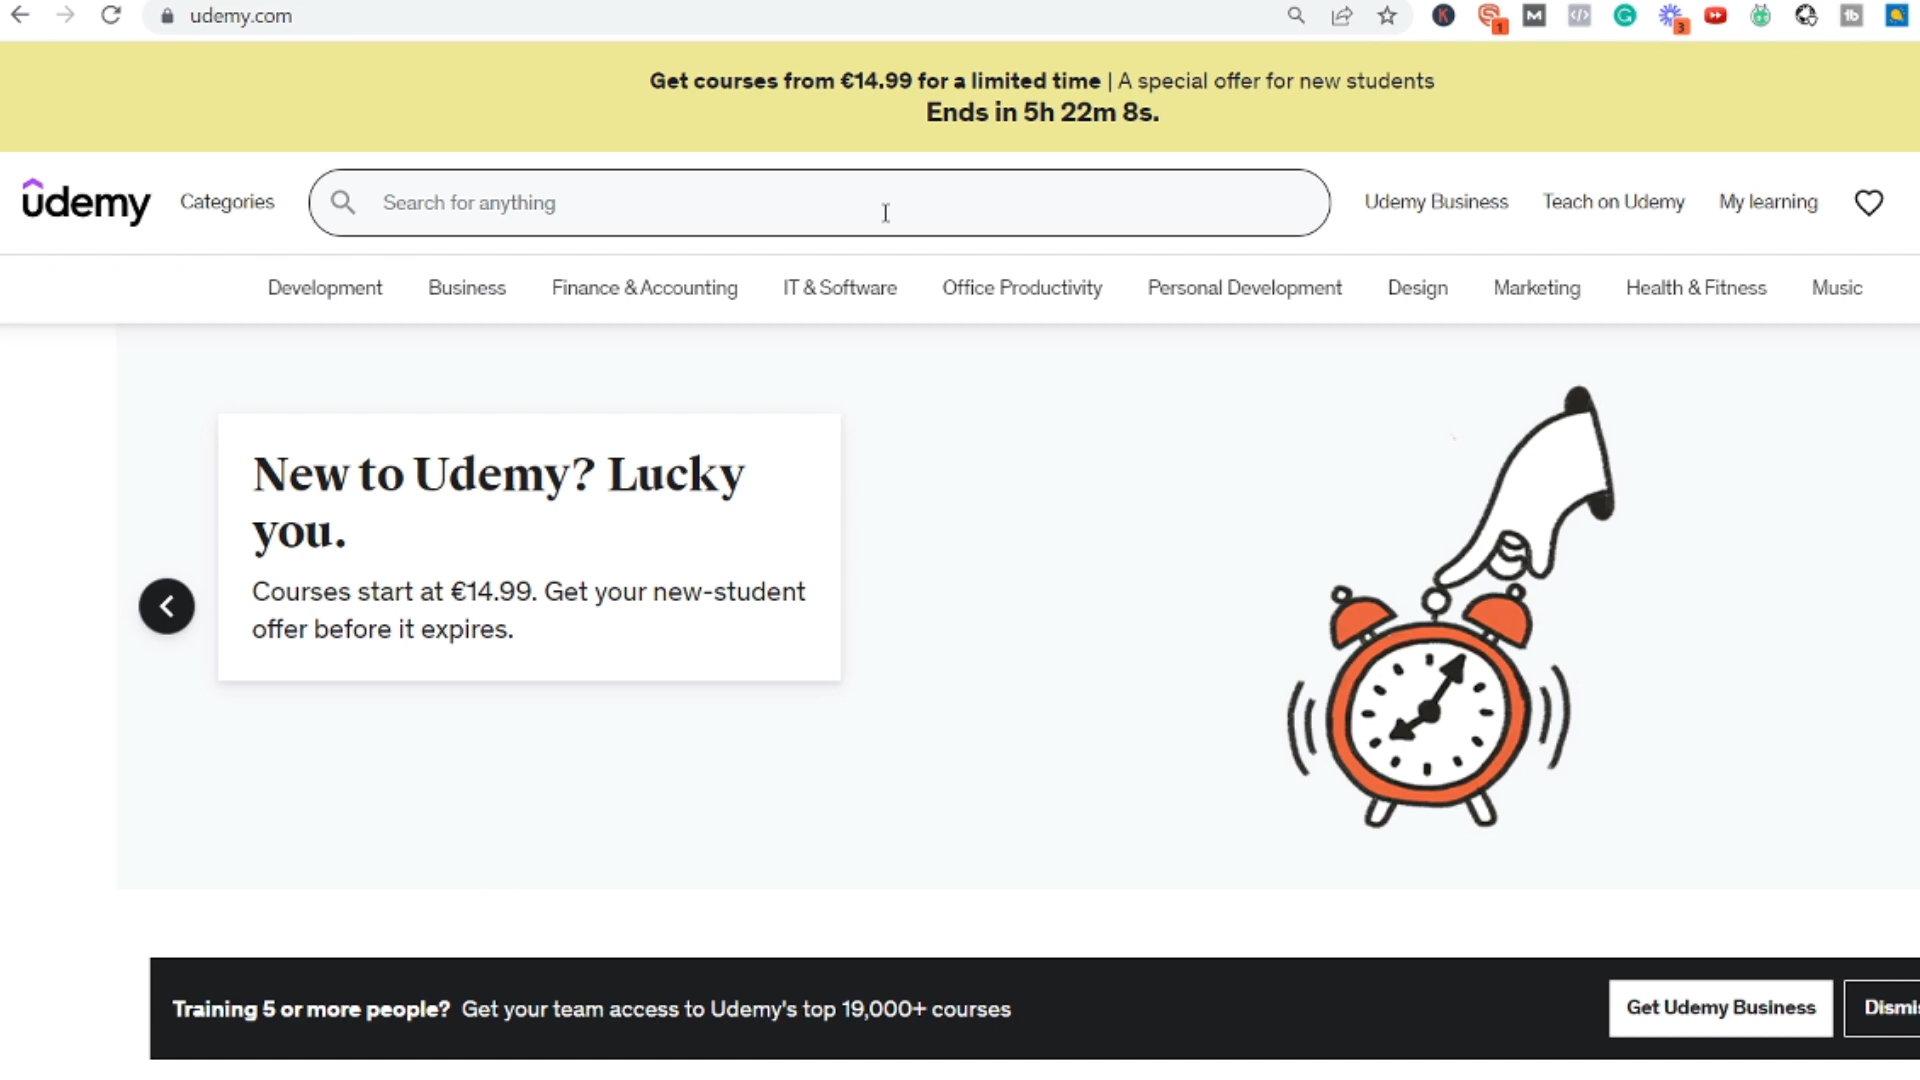 udemy.com
1
3
Get courses from €14.99 for a limited time | A special offer for new students
Ends in 5h 22m 8s.
udemy
Categories
Search for anything
Udemy Business
Teach on Udemy
My learning
Development
Business
Finance & Accounting
IT & Software
Office Productivity
Personal Development
Design
Marketing
Health & Fitness
Music
New to Udemy? Lucky
you.
Courses start at €14.99. Get your new-student
offer before it expires.
Training 5 or more people? Get your team access to Udemy's top 19,000+ courses
Get Udemy Business
Dismi